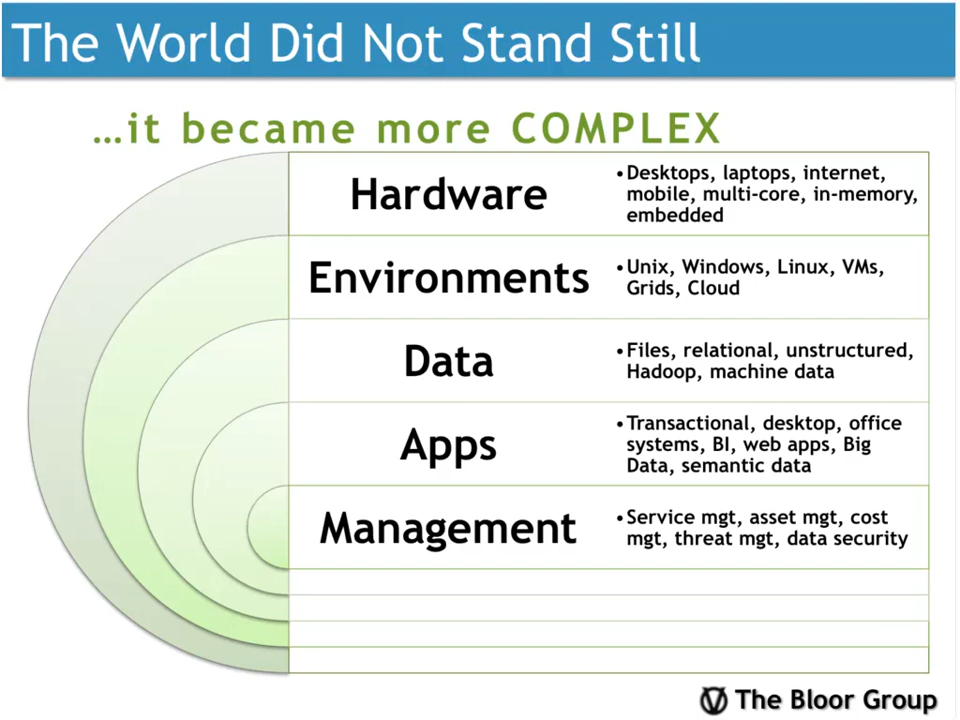 The World Did Not Stand Still
...it became more COMPLEX
Hardware
•Desktops, laptops, internet,
mobile, multi-core, in-memory,
embedded
Environments
•Unix, Windows, Linux, VMs,
Grids, Cloud
Data
•Files, relational, unstructured,
Hadoop, machine data
Apps
•Transactional, desktop, office
systems, BI, web apps, Big
Data, semantic data
Management
•Service mgt, asset mgt, cost
mgt, threat mgt, data security
The Bloor Group